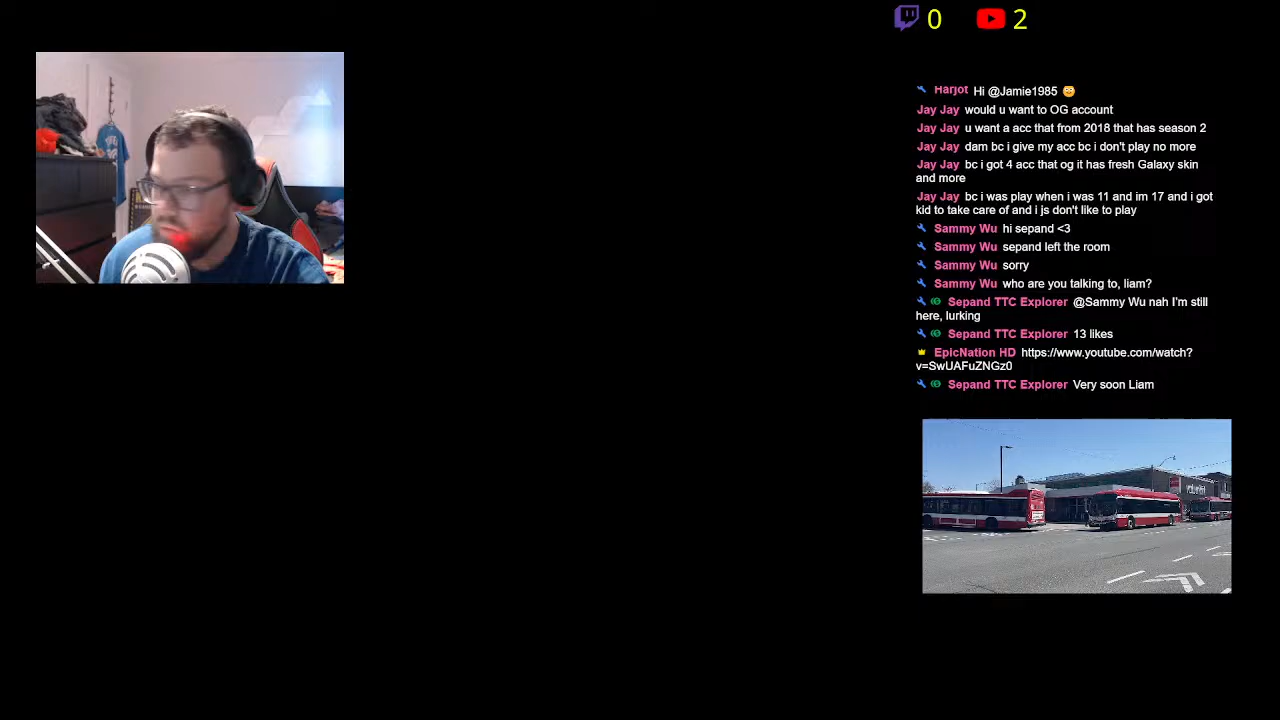 0 2
Harjot Hi @Jamie1985
Jay Jay would u want to OG account
Jay Jay u want a acc that from 2018 that has season 2
Jay Jay dam bc i give my acc bc i don't play no more
Jay Jay bc i got 4 acc that og it has fresh Galaxy skin
and more
Jay Jay bc i was play when i was 11 and im 17 and i got
kid to take care of and i js don't like to play
Sammy Wu hi sepand <3
Sammy Wu sepand left the room
Sammy Wu sorry
Sammy Wu who are you talking to, liam?
Sepand TTC Explorer @Sammy Wu nah I'm still
here, lurking
Sepand TTC Explorer 13 likes
EpicNation HD https://www.youtube.com/watch?
v=SwUAFuZNGz0
Sepand TTC Explorer Very soon Liam